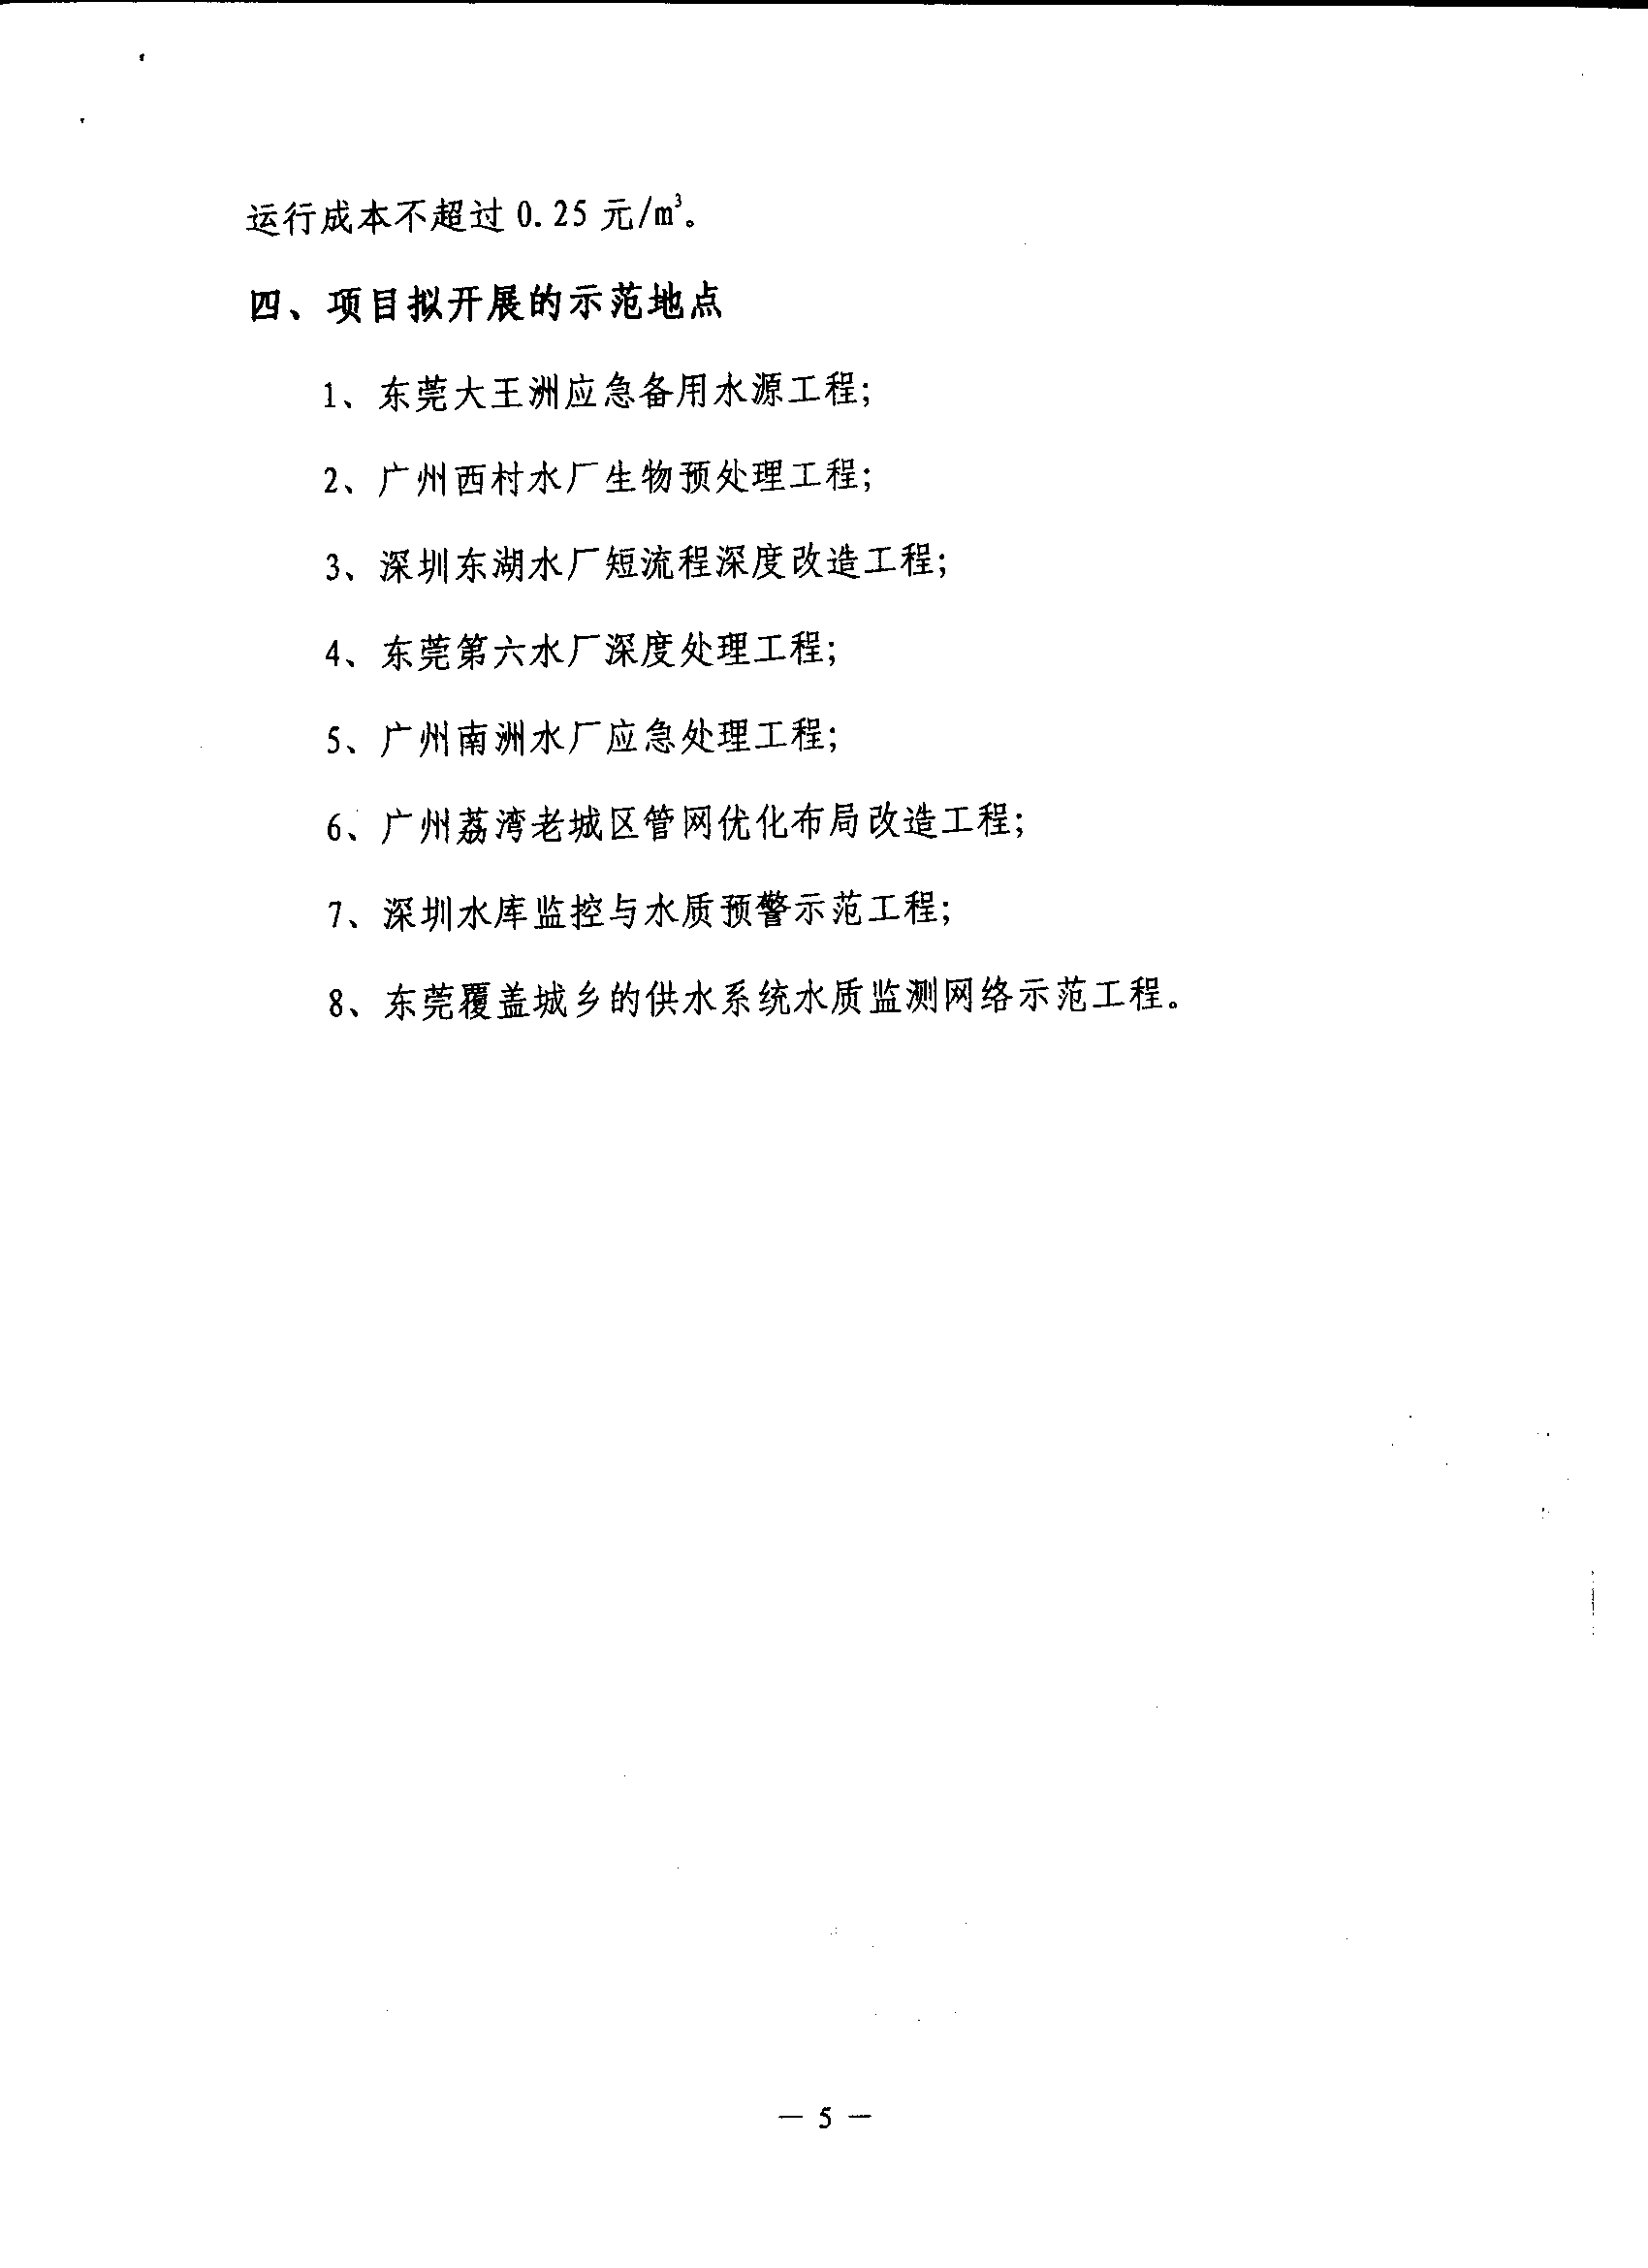 运行成本不超过 0.25 元/m³。
四、项目拟开展的示范地点
1、东莞大王洲应急备用水源工程;
2、广州西村水厂生物预处理工程;
3、深圳东湖水厂短流程深度改造工程;
4、东莞第六水厂深度处理工程;
5、广州南洲水厂应急处理工程;
6、广州荔湾老城区管网优化布局改造工程;
7、深圳水库监控与水质预警示范工程;
8、东莞覆盖城乡的供水系统水质监测网络示范工程。
— 5 —